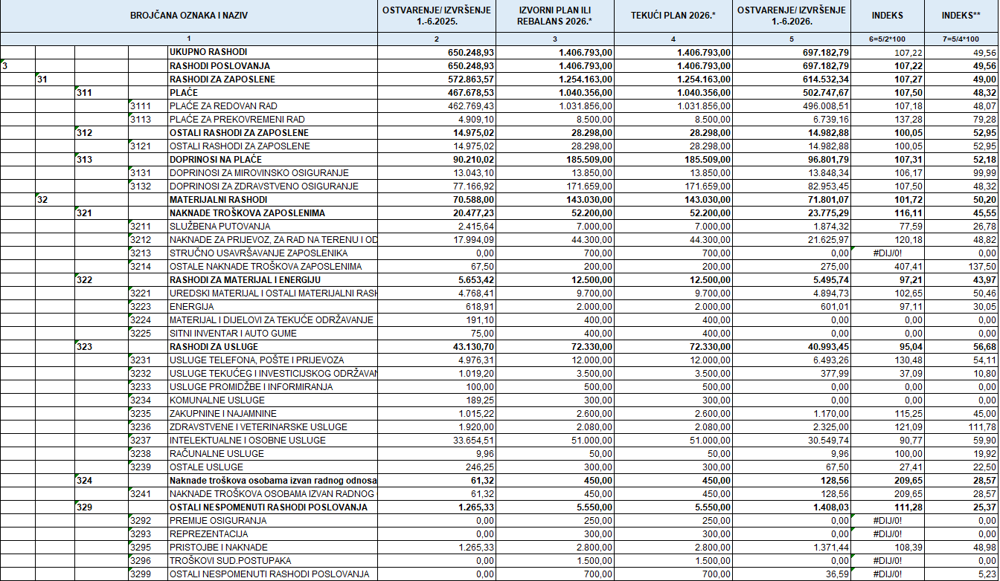 BROJČANA OZNAKA I NAZIV OSTVARENJE/ IZVRŠENJE 1.-6.2025. IZVORNI PLAN ILI REBALANS 2026.* TEKUĆI PLAN 2026.* OSTVARENJE/ IZVRŠENJE 1.-6.2026. INDEKS INDEKS**
1 2 3 4 5 6=5/2*100 7=5/4*100
UKUPNO RASHODI 650.248,93 1.406.793,00 1.406.793,00 697.182,79 107,22 49,56
3 RASHODI POSLOVANJA 650.248,93 1.406.793,00 1.406.793,00 697.182,79 107,22 49,56
31 RASHODI ZA ZAPOSLENE 572.863,57 1.254.163,00 1.254.163,00 614.532,34 107,27 49,00
311 PLAĆE 467.678,53 1.040.356,00 1.040.356,00 502.747,67 107,50 48,32
3111 PLAĆE ZA REDOVAN RAD 462.769,43 1.031.856,00 1.031.856,00 496.008,51 107,18 48,07
3113 PLAĆE ZA PREKOVREMENI RAD 4.909,10 8.500,00 8.500,00 6.739,16 137,28 79,28
312 OSTALI RASHODI ZA ZAPOSLENE 14.975,02 28.298,00 28.298,00 14.982,88 100,05 52,95
3121 OSTALI RASHODI ZA ZAPOSLENE 14.975,02 28.298,00 28.298,00 14.982,88 100,05 52,95
313 DOPRINOSI NA PLAĆE 90.210,02 185.509,00 185.509,00 96.801,79 107,31 52,18
3131 DOPRINOSI ZA MIROVINSKO OSIGURANJE 13.043,10 13.850,00 13.850,00 13.848,34 106,17 99,99
3132 DOPRINOSI ZA ZDRAVSTVENO OSIGURANJE 77.166,92 171.659,00 171.659,00 82.953,45 107,50 48,32
32 MATERIJALNI RASHODI 70.588,00 143.030,00 143.030,00 71.801,07 101,72 50,20
321 NAKNADE TROŠKOVA ZAPOSLENIMA 20.477,23 52.200,00 52.200,00 23.775,29 116,11 45,55
3211 SLUŽBENA PUTOVANJA 2.415,64 7.000,00 7.000,00 1.874,32 77,59 26,78
3212 NAKNADE ZA PRIJEVOZ, ZA RAD NA TERENU I OD 17.994,09 44.300,00 44.300,00 21.625,97 120,18 48,82
3213 STRUČNO USAVRŠAVANJE ZAPOSLENIKA 0,00 700,00 700,00 0,00 #DIJ/0! 0,00
3214 OSTALE NAKNADE TROŠKOVA ZAPOSLENIMA 67,50 200,00 200,00 275,00 407,41 137,50
322 RASHODI ZA MATERIJAL I ENERGIJU 5.653,42 12.500,00 12.500,00 5.495,74 97,21 43,97
3221 UREDSKI MATERIJAL I OSTALI MATERIJALNI RASH 4.768,41 9.700,00 9.700,00 4.894,73 102,65 50,46
3223 ENERGIJA 618,91 2.000,00 2.000,00 601,01 97,11 30,05
3224 MATERIJAL I DIJELOVI ZA TEKUĆE ODRŽAVANJE 191,10 400,00 400,00 0,00 0,00 0,00
3225 SITNI INVENTAR I AUTO GUME 75,00 400,00 400,00 0,00 0,00 0,00
323 RASHODI ZA USLUGE 43.130,70 72.330,00 72.330,00 40.993,45 95,04 56,68
3231 USLUGE TELEFONA, POŠTE I PRIJEVOZA 4.976,31 12.000,00 12.000,00 6.493,26 130,48 54,11
3232 USLUGE TEKUĆEG I INVESTICIJSKOG ODRŽAVAN 1.019,20 3.500,00 3.500,00 377,99 37,09 10,80
3233 USLUGE PROMIDŽBE I INFORMIRANJA 100,00 500,00 500,00 0,00 0,00 0,00
3234 KOMUNALNE USLUGE 189,25 300,00 300,00 0,00 0,00 0,00
3235 ZAKUPNINE I NAJAMNINE 1.015,22 2.600,00 2.600,00 1.170,00 115,25 45,00
3236 ZDRAVSTVENE I VETERINARSKE USLUGE 1.920,00 2.080,00 2.080,00 2.325,00 121,09 111,78
3237 INTELEKTUALNE I OSOBNE USLUGE 33.654,51 51.000,00 51.000,00 30.549,74 90,77 59,90
3238 RAČUNALNE USLUGE 9,96 50,00 50,00 9,96 100,00 19,92
3239 OSTALE USLUGE 246,25 300,00 300,00 67,50 27,41 22,50
324 Naknade troškova osobama izvan radnog odnosa 61,32 450,00 450,00 128,56 209,65 28,57
3241 NAKNADE TROŠKOVA OSOBAMA IZVAN RADNOG 61,32 450,00 450,00 128,56 209,65 28,57
329 OSTALI NESPOMENUTI RASHODI POSLOVANJA 1.265,33 5.550,00 5.550,00 1.408,03 111,28 25,37
3292 PREMIJE OSIGURANJA 0,00 250,00 250,00 0,00 #DIJ/0! 0,00
3293 REPREZENTACIJA 0,00 300,00 300,00 0,00 #DIJ/0! 0,00
3295 PRISTOJBE I NAKNADE 1.265,33 2.800,00 2.800,00 1.371,44 108,39 48,98
3296 TROŠKOVI SUD.POSTUPAKA 0,00 1.500,00 1.500,00 0,00 #DIJ/0! 0,00
3299 OSTALI NESPOMENUTI RASHODI POSLOVANJA 0,00 700,00 700,00 36,59 #DIJ/0! 5,23